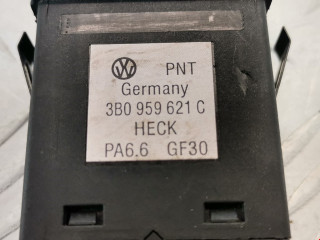 PNT
Germany
3B0 959 621 C
HECK
PA6.6 GF30